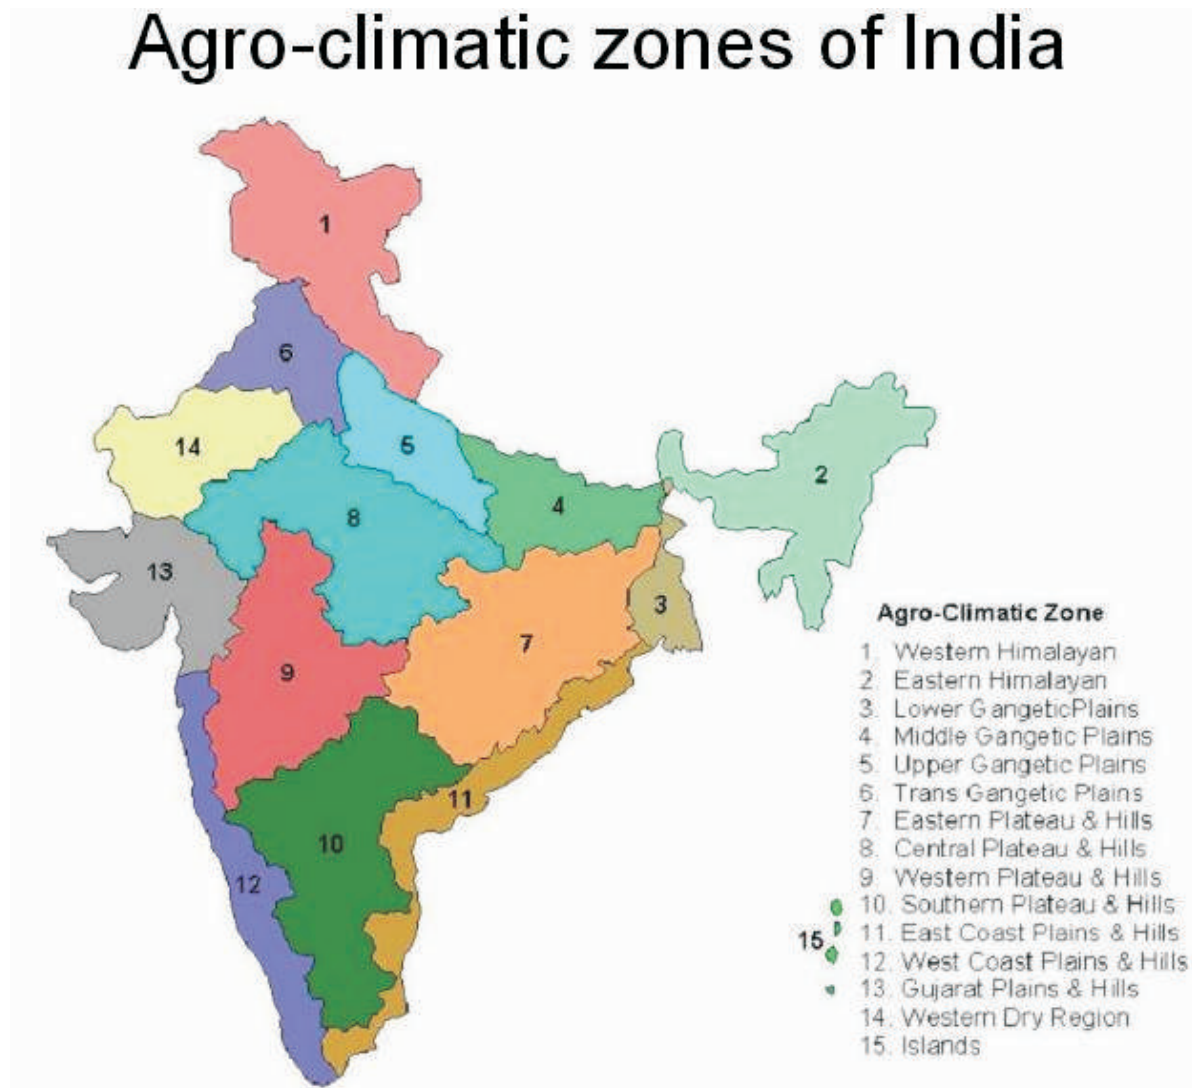 Agro-climatic zones of India
1
6
14
5
2
4
8
13
3
7
9
11
10
12
15
Agro-Climatic Zone
1. Western Himalayan
2. Eastern Himalayan
3. Lower GangeticPlains
4. Middle Gangetic Plains
5. Upper Gangetic Plains
6. Trans Gangetic Plains
7. Eastern Plateau & Hills
8. Central Plateau & Hills
9. Western Plateau & Hills
10. Southern Plateau & Hills
11. East Coast Plains & Hills
12. West Coast Plains & Hills
13. Gujarat Plains & Hills
14. Western Dry Region
15. Islands